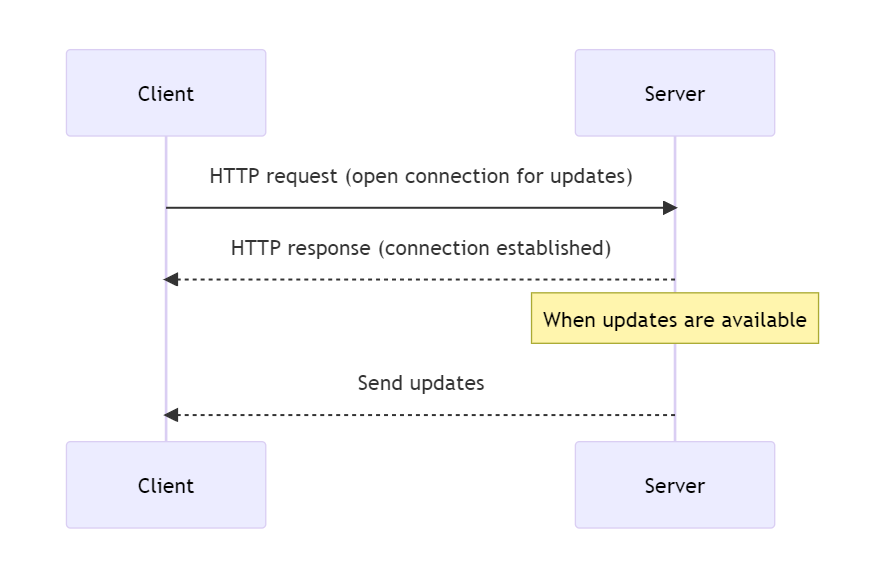 Client
Server
HTTP request (open connection for updates)
HTTP response (connection established)
When updates are available
Send updates
Client
Server